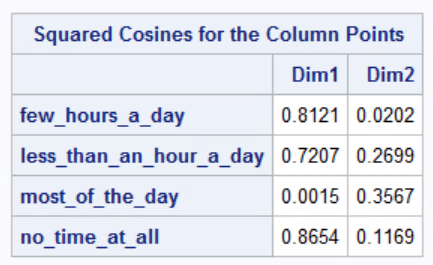 Squared Cosines for the Column Points
Dim1 Dim2
few_hours_a_day 0.8121 0.0202
less_than_an_hour_a_day 0.7207 0.2699
most_of_the_day 0.0015 0.3567
no_time_at_all 0.8654 0.1169